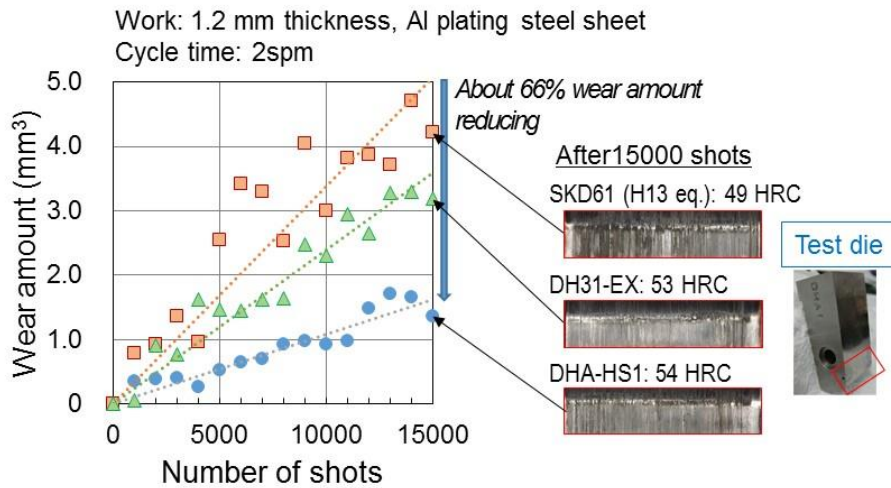 Work: 1.2 mm thickness, Al plating steel sheet
Cycle time: 2spm
5.0
4.0
3.0
2.0
1.0
0
Wear amount (mm³)
0
5000
10000
15000
Number of shots
About 66% wear amount
reducing
After15000 shots
SKD61 (H13 eq.): 49 HRC
DH31-EX: 53 HRC
DHA-HS1: 54 HRC
Test die